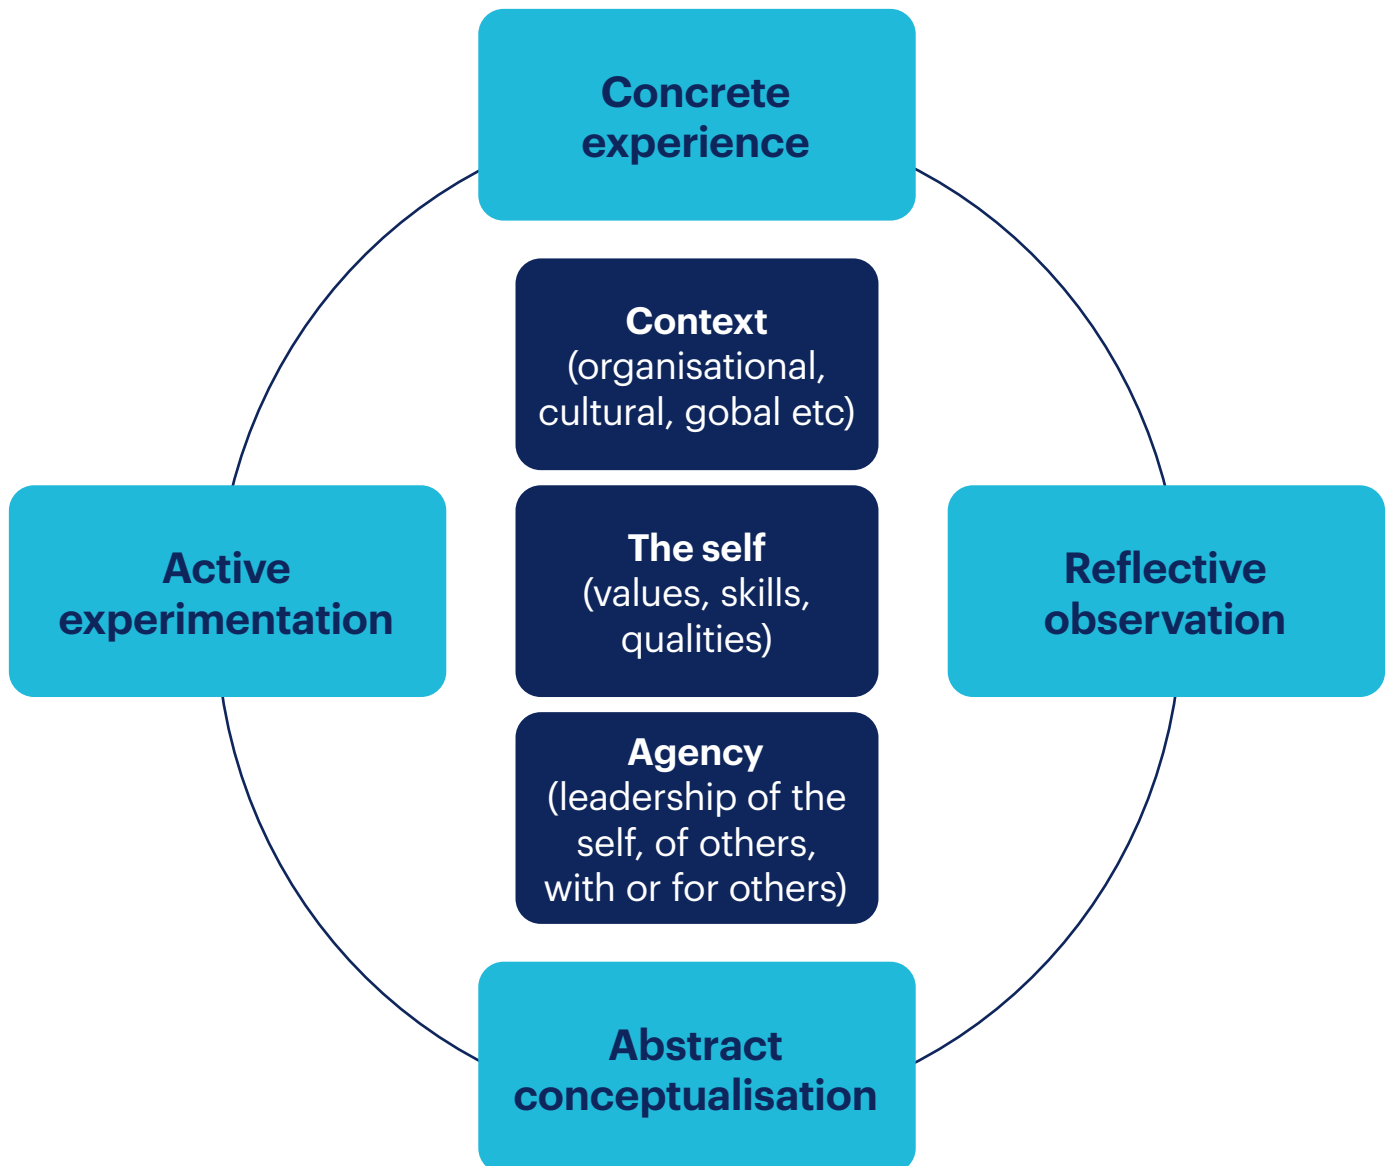 Concrete
experience
Context
(organisational,
cultural, gobal etc)
Active
experimentation
The self
(values, skills,
qualities)
Reflective
observation
Agency
(leadership of the
self, of others,
with or for others)
Abstract
conceptualisation